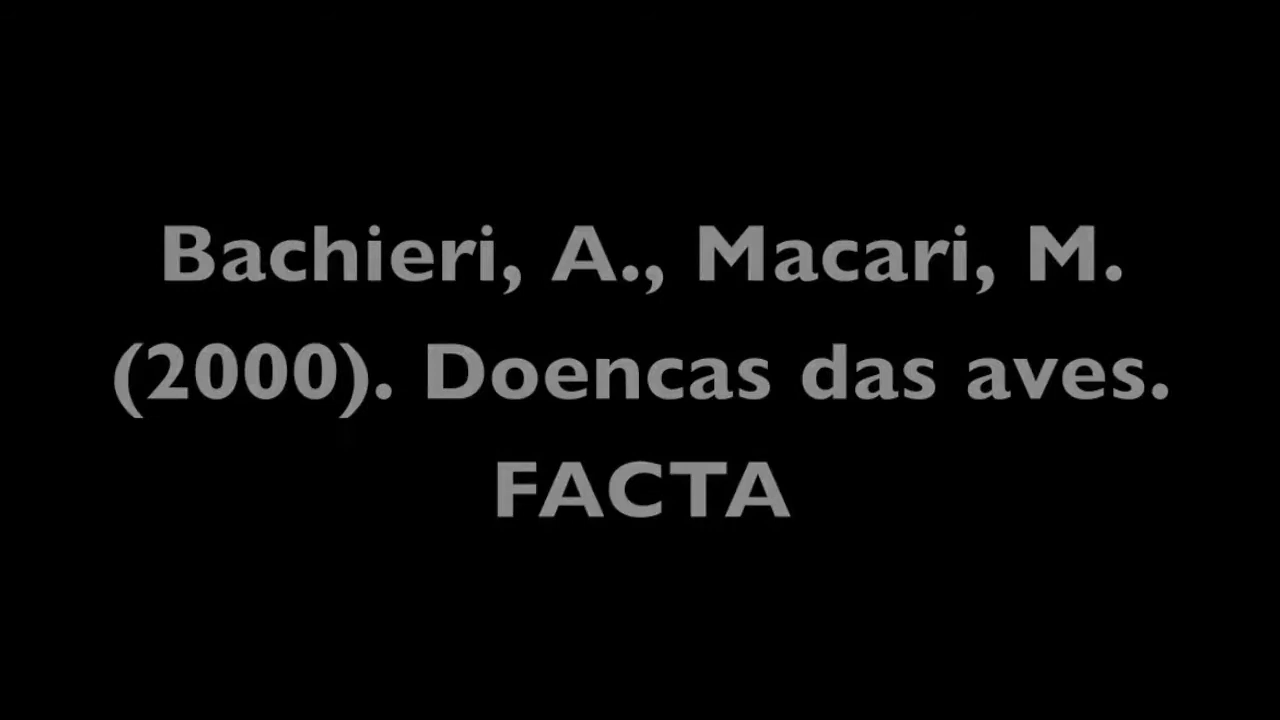 Bachieri, A., Macari, M.
(2000). Doencas das aves.
FACTA